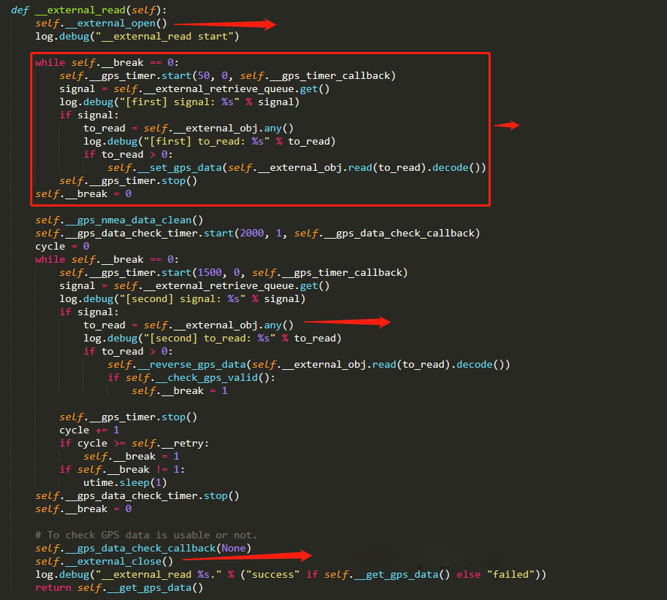 def __external_read(self):
    self.__external_open()
    log.debug("__external_read start")

    while self.__break == 0:
        self.__gps_timer.start(50, 0, self.__gps_timer_callback)
        signal = self.__external_retrieve_queue.get()
        log.debug("[first] signal: %s" % signal)
        if signal:
            to_read = self.__external_obj.any()
            log.debug("[first] to_read: %s" % to_read)
            if to_read > 0:
                self.__set_gps_data(self.__external_obj.read(to_read).decode())
        self.__gps_timer.stop()
    self.__break = 0

    self.__gps_nmea_data_clean()
    self.__gps_data_check_timer.start(2000, 1, self.__gps_data_check_callback)
    cycle = 0
    while self.__break == 0:
        self.__gps_timer.start(1500, 0, self.__gps_timer_callback)
        signal = self.__external_retrieve_queue.get()
        log.debug("[second] signal: %s" % signal)
        if signal:
            to_read = self.__external_obj.any()
            log.debug("[second] to_read: %s" % to_read)
            if to_read > 0:
                self.__reverse_gps_data(self.__external_obj.read(to_read).decode())
                if self.__check_gps_valid():
                    self.__break = 1

        self.__gps_timer.stop()
        cycle += 1
        if cycle >= self.__retry:
            self.__break = 1
        if self.__break != 1:
            utime.sleep(1)
    self.__gps_data_check_timer.stop()
    self.__break = 0

    # To check GPS data is usable or not.
    self.__gps_data_check_callback(None)
    self.__external_close()
    log.debug("__external_read %s." % ("success" if self.__get_gps_data() else "failed"))
    return self.__get_gps_data()